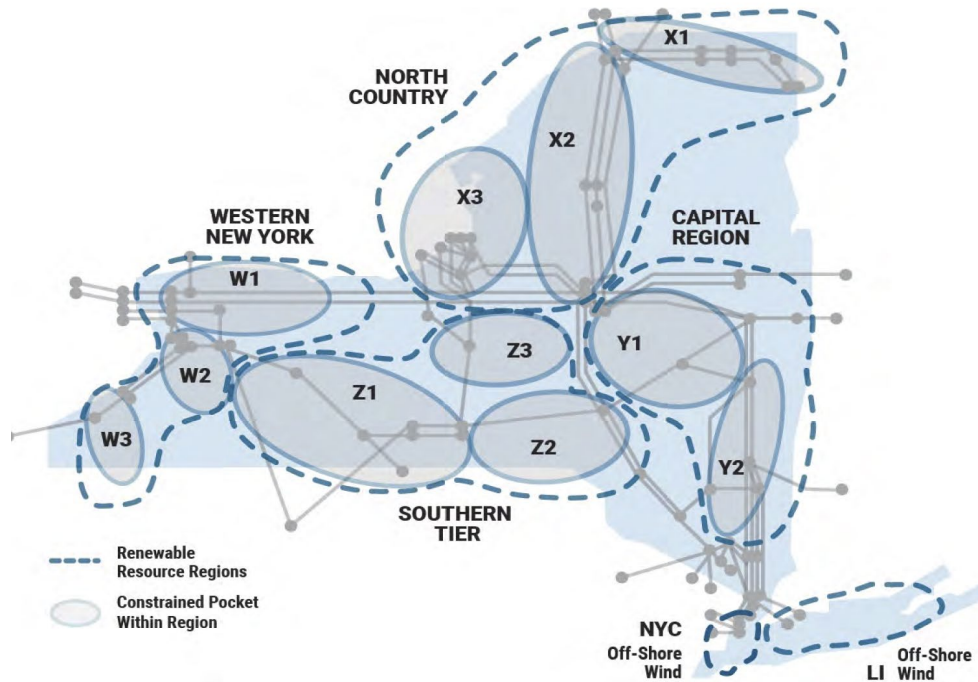 X1
NORTH
COUNTRY
X2
X3
WESTERN
NEW YORK
CAPITAL
REGION
W1
Y1
Z3
W2
Z1
W3
Z2
Y2
SOUTHERN
TIER
Renewable
Resource Regions
Constrained Pocket
Within Region
NYC
Off-Shore
Wind
LI
Off-Shore
Wind